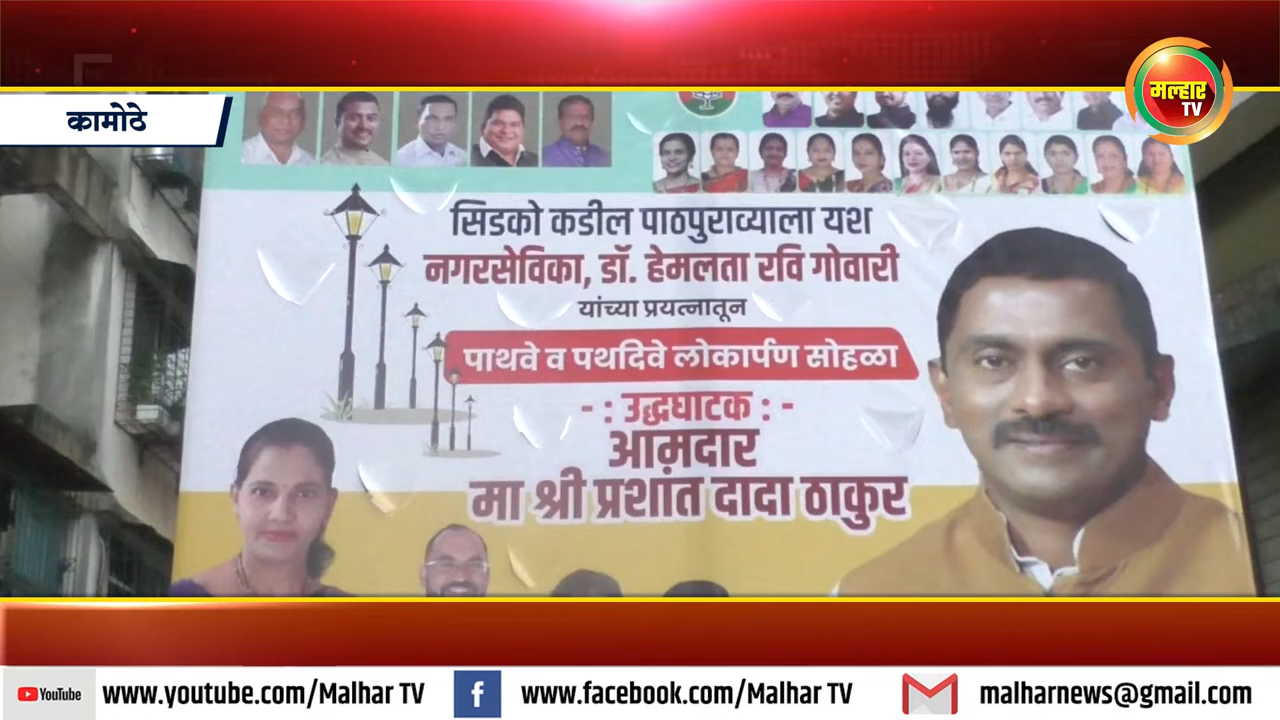 मल्हार
TV
कामोठे
सिडको कडील पाठपुराव्याला यश
नगरसेविका, डॉ. हेमलता रवि गोवारी
यांच्या प्रयत्नातून
पाथवे व पथदिवे लोकार्पण सोहळा
- : उद्धघाटक : -
आमदार
मा श्री प्रशांत दादा ठाकुर
YouTube www.youtube.com/Malhar TV www.facebook.com/Malhar TV malharnews@gmail.com